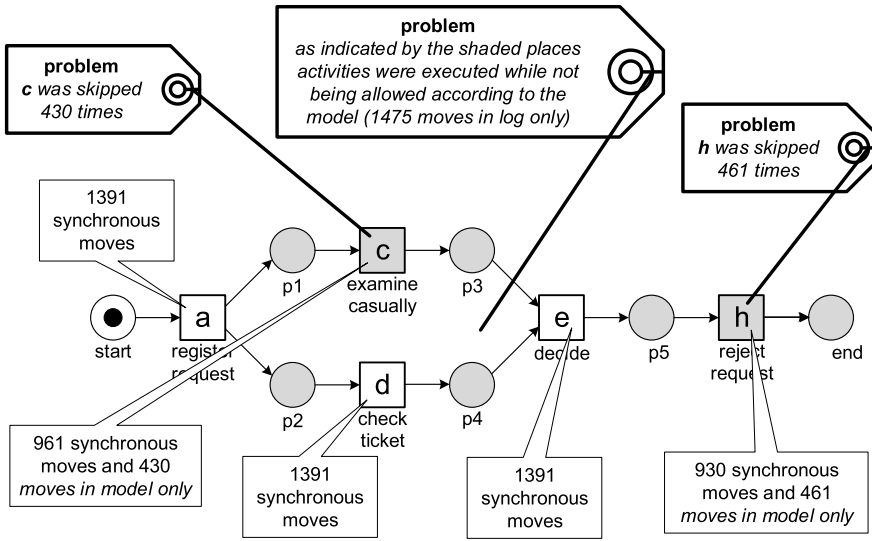 problem
c was skipped
430 times
problem
as indicated by the shaded places
activities were executed while not
being allowed according to the
model (1475 moves in log only)
problem
h was skipped
461 times
1391
synchronous
moves
start
a
register
request
p1
c
examine
casually
p3
p2
d
check
ticket
p4
e
decide
p5
h
reject
request
end
961 synchronous
moves and 430
moves in model only
1391
synchronous
moves
1391
synchronous
moves
930 synchronous
moves and 461
moves in model only